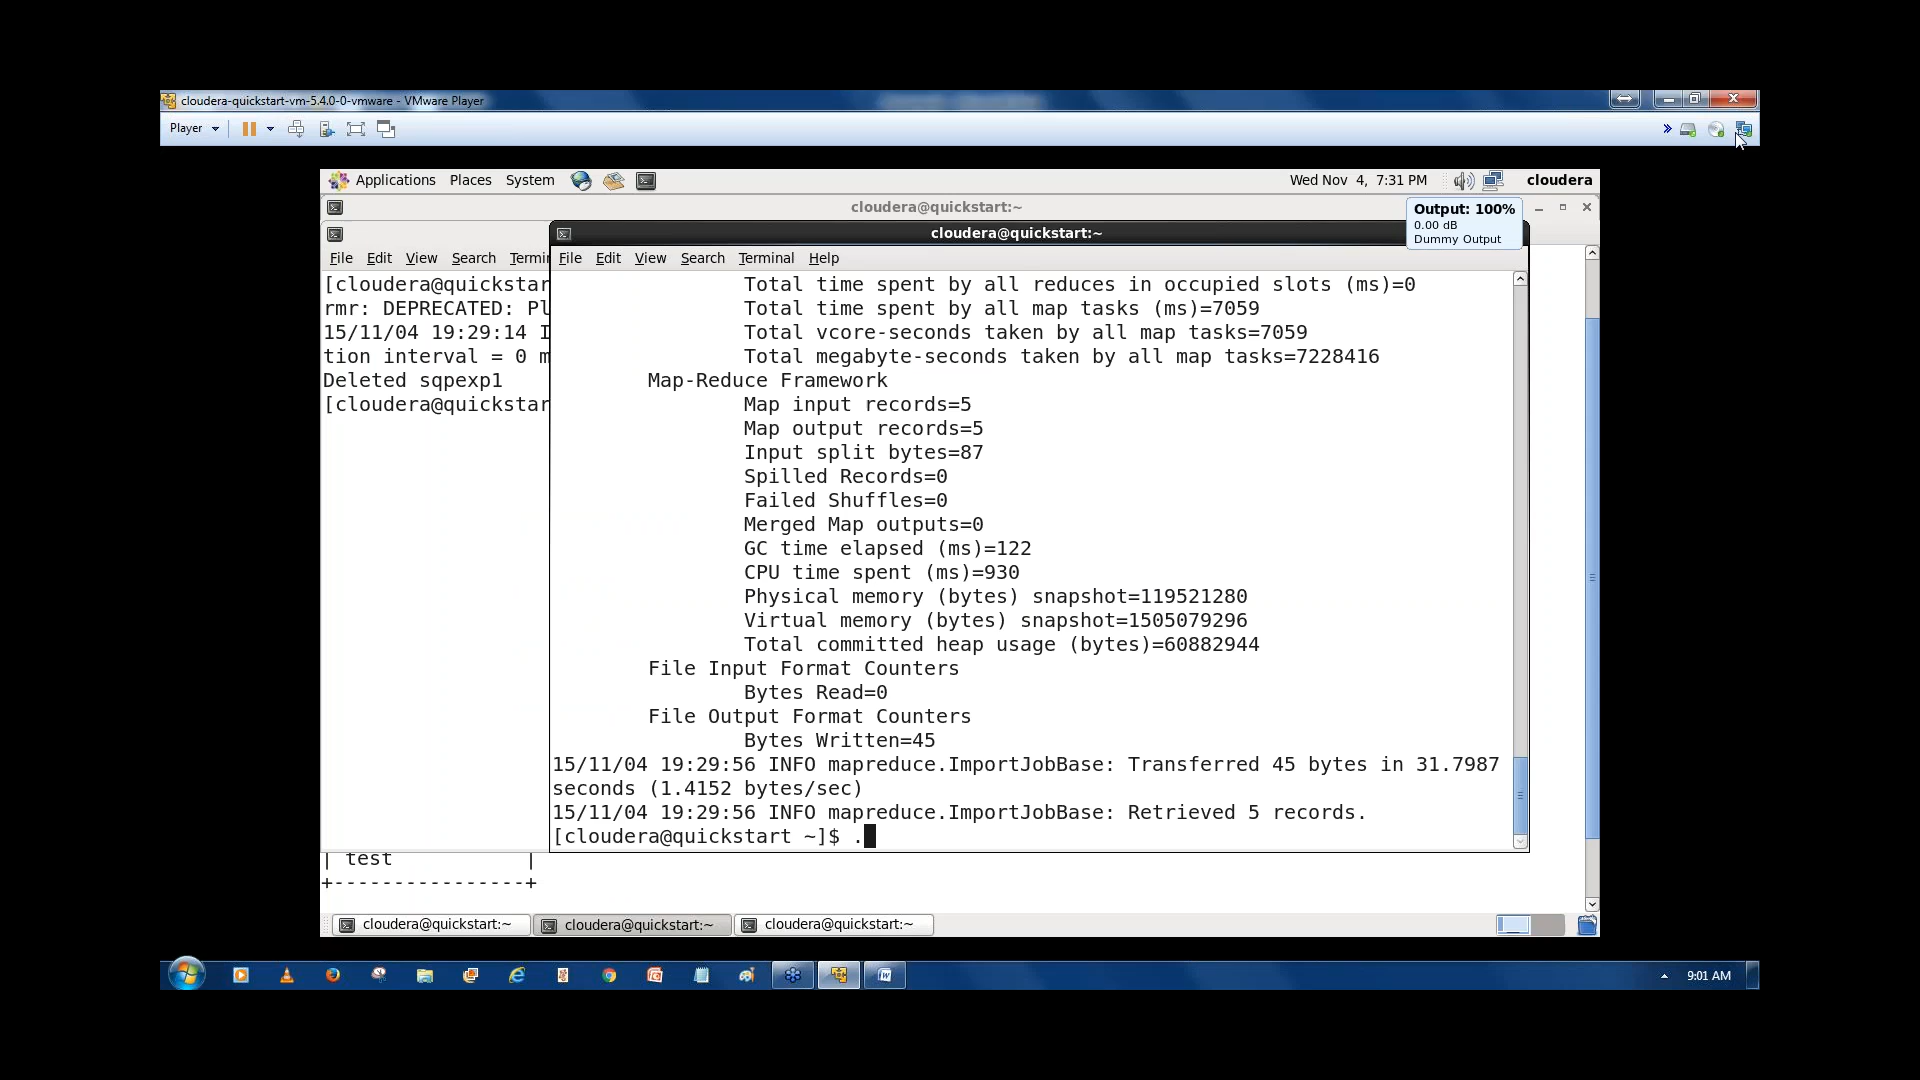 cloudera-quickstart-vm-5.4.0-0-vmware - VMware Player
Player
Applications Places System
Wed Nov 4, 7:31 PM
cloudera
cloudera@quickstart:~
Output: 100%
0.00 dB
Dummy Output
File Edit View Search Termi
[cloudera@quickstar
rmr: DEPRECATED: Pl
15/11/04 19:29:14 I
tion interval = 0 m
Deleted sqpexp1
[cloudera@quickstar
cloudera@quickstart:~
File Edit View Search Terminal Help
Total time spent by all reduces in occupied slots (ms)=0
Total time spent by all map tasks (ms)=7059
Total vcore-seconds taken by all map tasks=7059
Total megabyte-seconds taken by all map tasks=7228416
Map-Reduce Framework
Map input records=5
Map output records=5
Input split bytes=87
Spilled Records=0
Failed Shuffles=0
Merged Map outputs=0
GC time elapsed (ms)=122
CPU time spent (ms)=930
Physical memory (bytes) snapshot=119521280
Virtual memory (bytes) snapshot=1505079296
Total committed heap usage (bytes)=60882944
File Input Format Counters
Bytes Read=0
File Output Format Counters
Bytes Written=45
15/11/04 19:29:56 INFO mapreduce.ImportJobBase: Transferred 45 bytes in 31.7987
seconds (1.4152 bytes/sec)
15/11/04 19:29:56 INFO mapreduce.ImportJobBase: Retrieved 5 records.
[cloudera@quickstart ~]$ .
| test |
+----------------+
cloudera@quickstart:~ cloudera@quickstart:~ cloudera@quickstart:~
9:01 AM